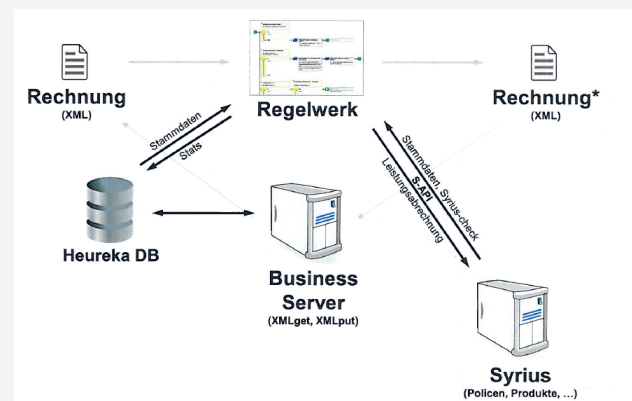 Rechnung
(XML)
Regelwerk
Rechnung*
(XML)
Stammdaten
Stats
Stammdaten, Syrius-check
S-API
Leistungsabrechnung
Heureka DB
Business
Server
(XMLget, XMLput)
Syrius
(Policen, Produkte, ...)